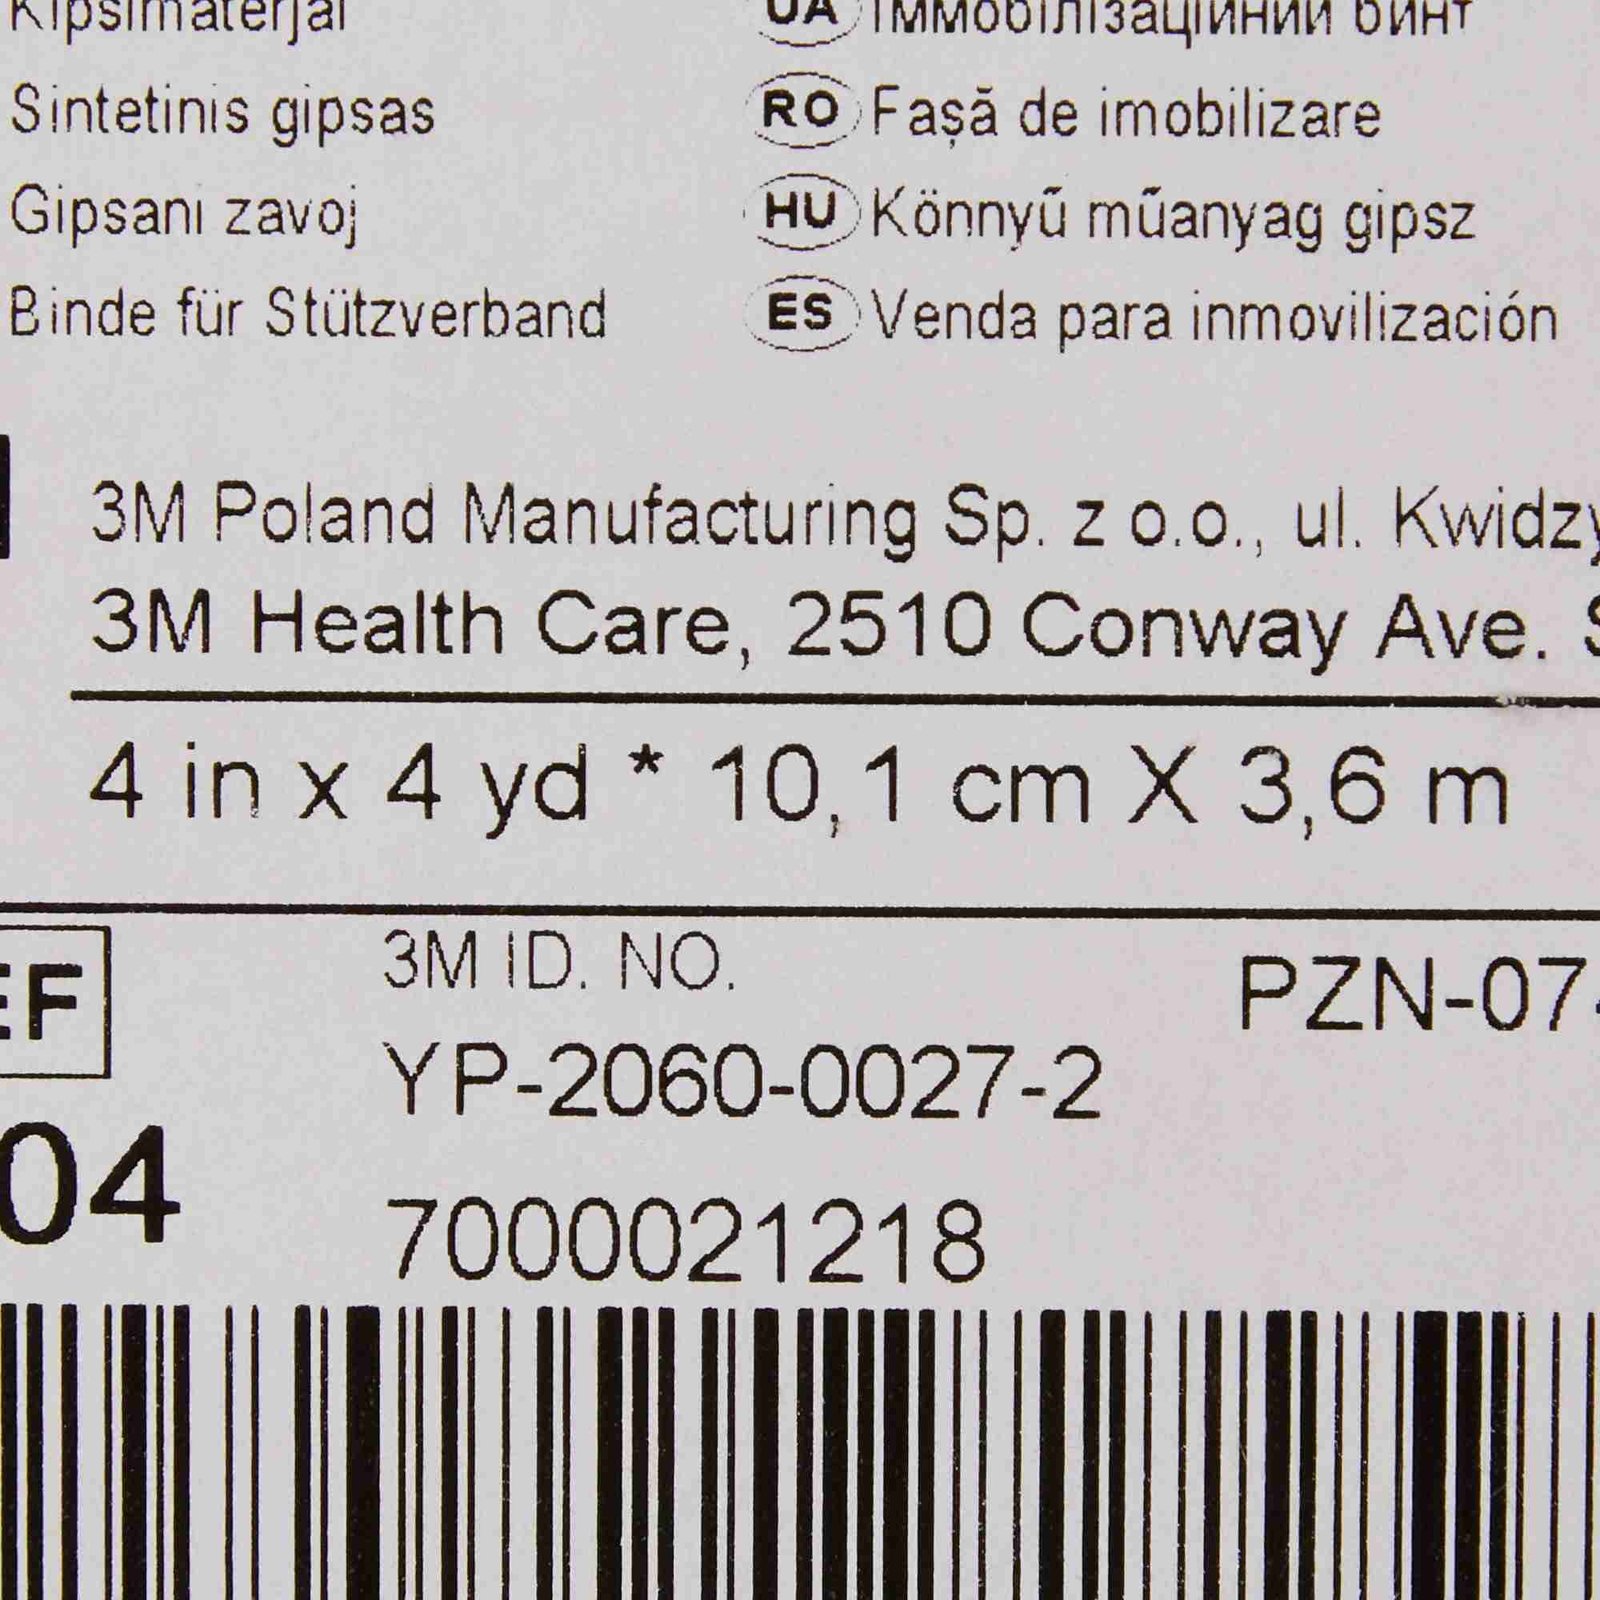 Kipsimaterjal
UA Іммобілізаційний бинт
Sintetinis gipsas
RO Fașă de imobilizare
Gipsani zavoj
HU Könnyű műanyag gipsz
Binde für Stützverband
ES Venda para inmovilización
3M Poland Manufacturing Sp. z o.o., ul. Kwidzy
3M Health Care, 2510 Conway Ave. S
4 in x 4 yd * 10,1 cm X 3,6 m
EF
3M ID. NO.
PZN-074
YP-2060-0027-2
04
7000021218